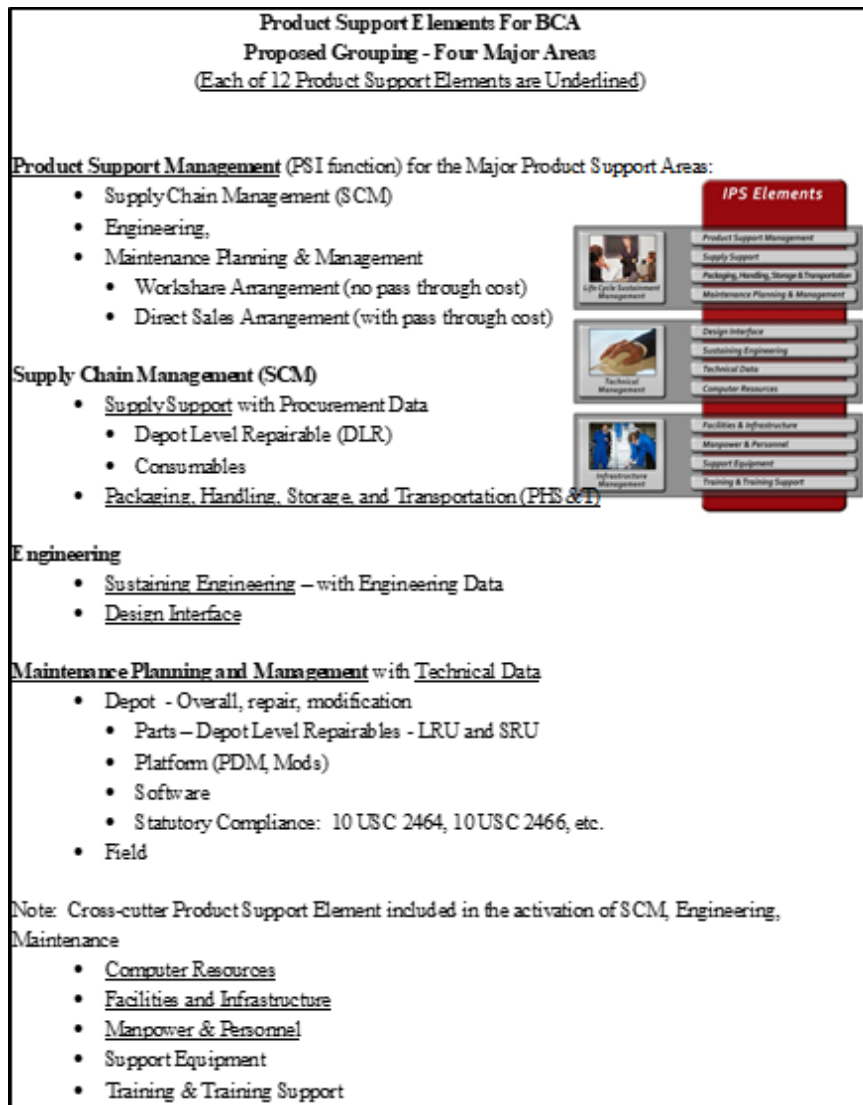 Product Support Elements For BCA
Proposed Grouping - Four Major Areas
(Each of 12 Product Support Elements are Underlined)
Product Support Management (PSI function) for the Major Product Support Areas:
• Supply Chain Management (SCM)
• Engineering,
• Maintenance Planning & Management
• Workshare Arrangement (no pass through cost)
• Direct Sales Arrangement (with pass through cost)
IPS Elements
Life Cycle Sustainment
Management
Product Support Management
Supply Support
Packaging, Handling, Storage & Transportation
Maintenance Planning & Management
Technical
Management
Design Interface
Sustaining Engineering
Technical Data
Computer Resources
Infrastructure
Management
Facilities & Infrastructure
Manpower & Personnel
Support Equipment
Training & Training Support
Supply Chain Management (SCM)
• Supply Support with Procurement Data
• Depot Level Repairable (DLR)
• Consumables
• Packaging, Handling, Storage, and Transportation (PHS&T)
Engineering
• Sustaining Engineering – with Engineering Data
• Design Interface
Maintenance Planning and Management with Technical Data
• Depot - Overall, repair, modification
• Parts – Depot Level Repairables - LRU and SRU
• Platform (PDM, Mods)
• Software
• Statutory Compliance: 10 USC 2464, 10 USC 2466, etc.
• Field
Note: Cross-cutter Product Support Element included in the activation of SCM, Engineering,
Maintenance
• Computer Resources
• Facilities and Infrastructure
• Manpower & Personnel
• Support Equipment
• Training & Training Support